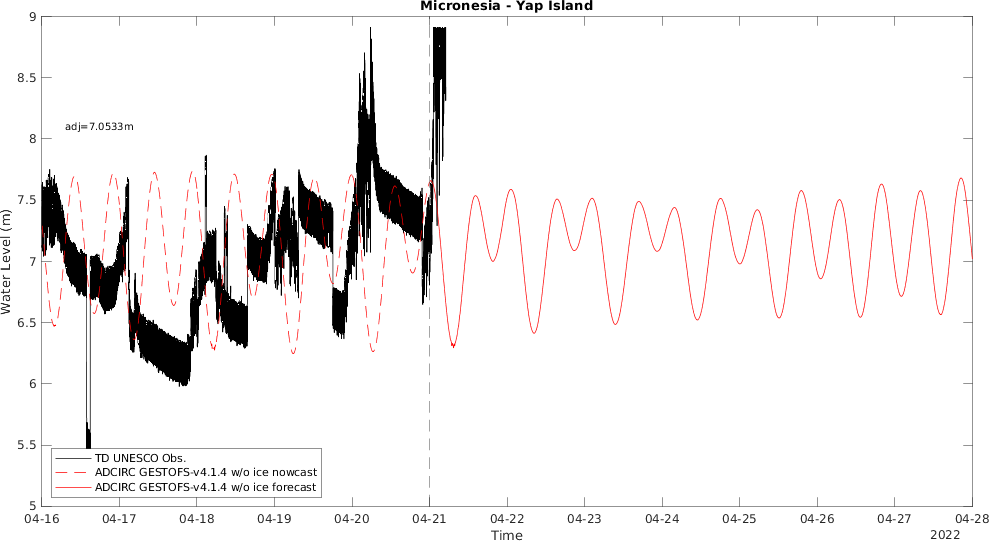 Micronesia - Yap Island
Water Level (m)
9
8.5
8
7.5
7
6.5
6
5.5
5
adj=7.0533m
TD UNESCO Obs.
ADCIRC GESTOFS-v4.1.4 w/o ice nowcast
ADCIRC GESTOFS-v4.1.4 w/o ice forecast
04-16 04-17 04-18 04-19 04-20 04-21 04-22 04-23 04-24 04-25 04-26 04-27 04-28
Time
2022